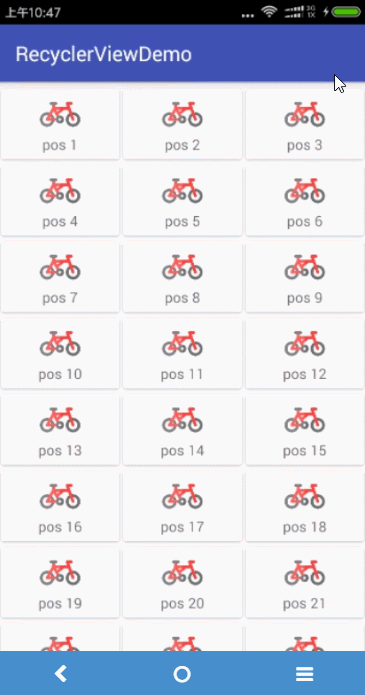 上午10:47
3G
1X
RecyclerViewDemo
pos 1 pos 2 pos 3
pos 4 pos 5 pos 6
pos 7 pos 8 pos 9
pos 10 pos 11 pos 12
pos 13 pos 14 pos 15
pos 16 pos 17 pos 18
pos 19 pos 20 pos 21